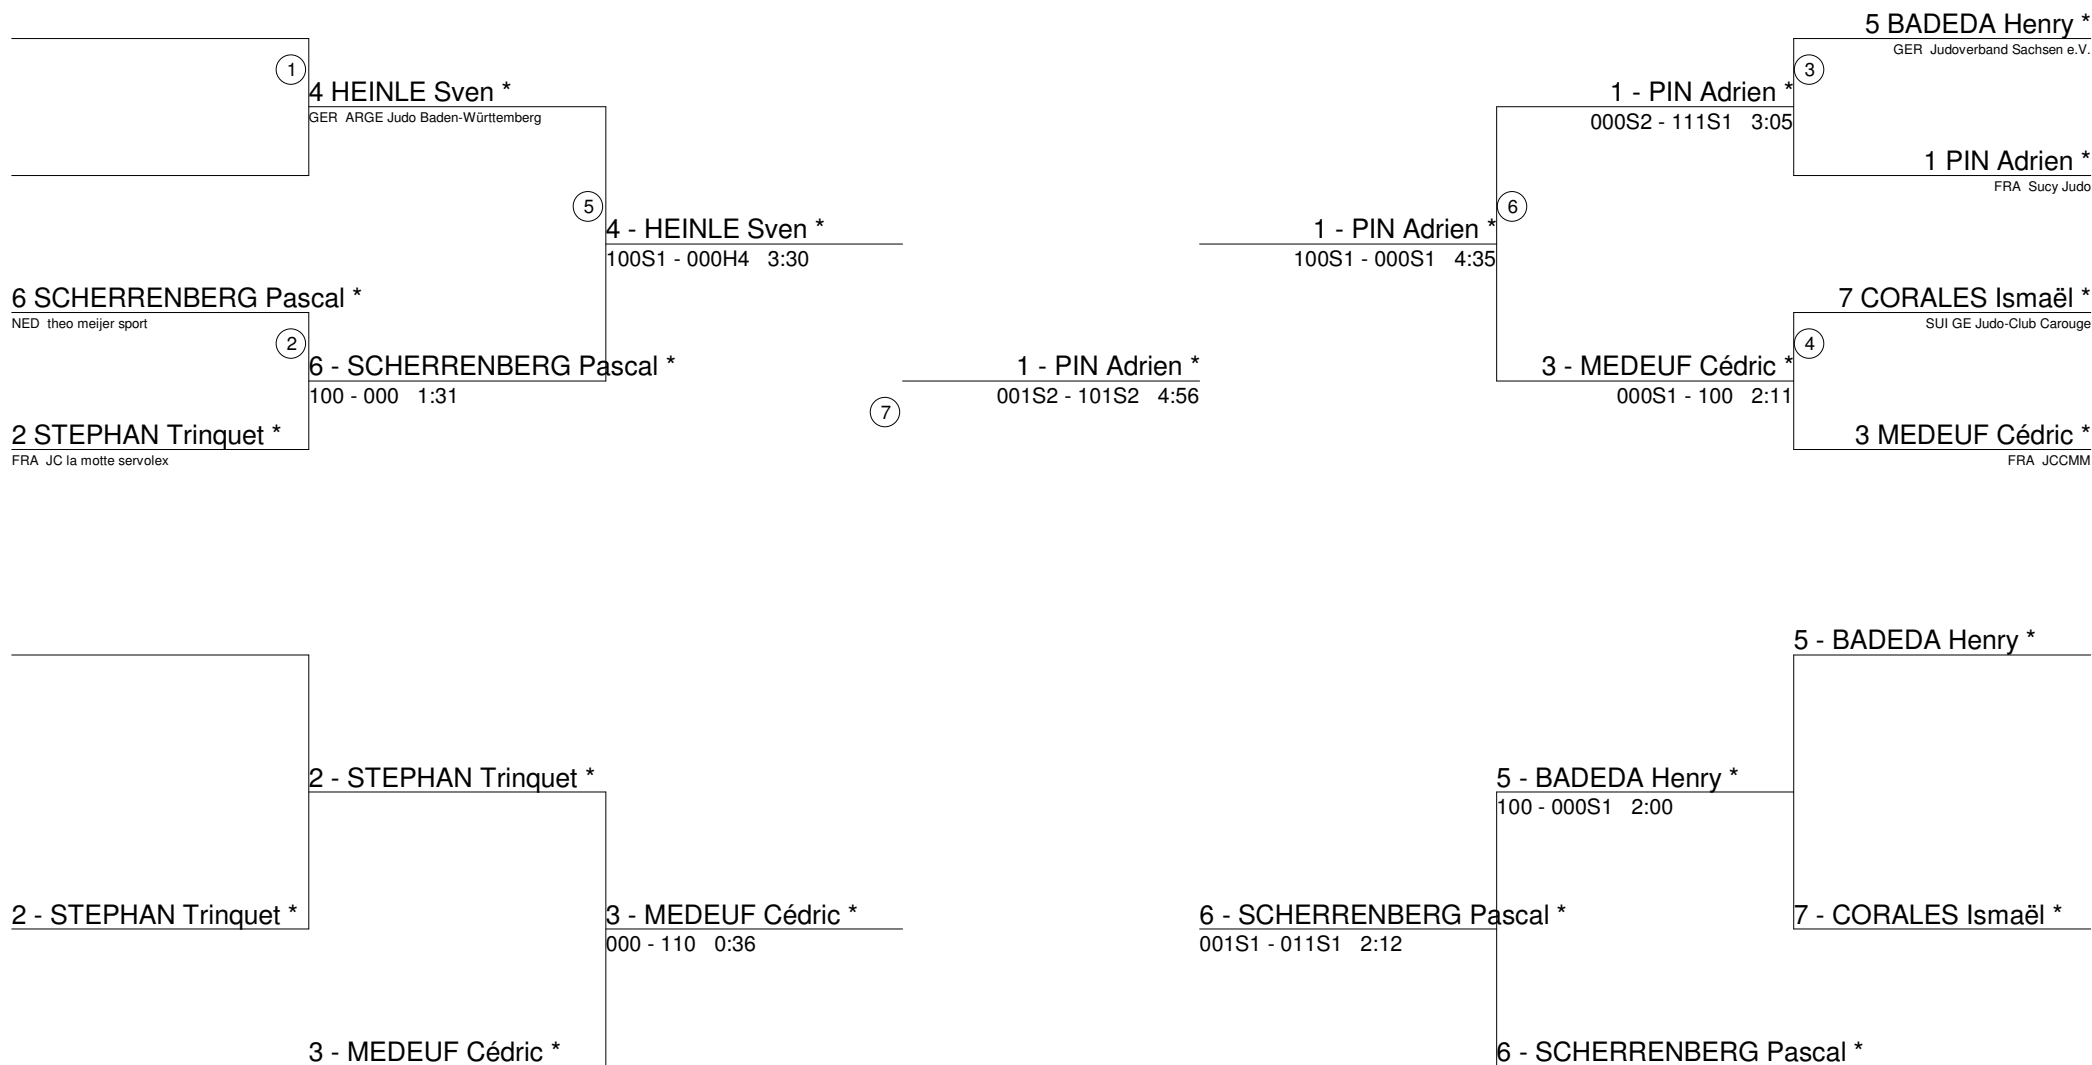 5 BADEDA Henry *
GER Judoverband Sachsen e.V.
1
3
4 HEINLE Sven *
GER ARGE Judo Baden-Württemberg
1 - PIN Adrien *
000S2 - 111S1 3:05
1 PIN Adrien *
FRA Sucy Judo
5
6
4 - HEINLE Sven *
100S1 - 000H4 3:30
1 - PIN Adrien *
100S1 - 000S1 4:35
6 SCHERRENBERG Pascal *
NED theo meijer sport
7 CORALES Ismaël *
SUI GE Judo-Club Carouge
2
4
6 - SCHERRENBERG Pascal *
100 - 000 1:31
1 - PIN Adrien *
001S2 - 101S2 4:56
3 - MEDEUF Cédric *
000S1 - 100 2:11
7
2 STEPHAN Trinquet *
FRA JC la motte servolex
3 MEDEUF Cédric *
FRA JCCMM
5 - BADEDA Henry *
2 - STEPHAN Trinquet *
5 - BADEDA Henry *
100 - 000S1 2:00
2 - STEPHAN Trinquet *
3 - MEDEUF Cédric *
000 - 110 0:36
6 - SCHERRENBERG Pascal *
001S1 - 011S1 2:12
7 - CORALES Ismaël *
3 - MEDEUF Cédric *
6 - SCHERRENBERG Pascal *